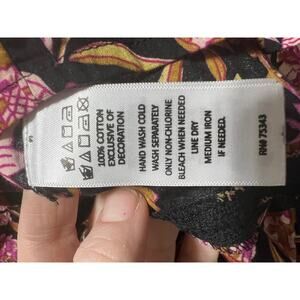 100% COTTON
EXCLUSIVE OF
DECORATION
HAND WASH COLD
WASH SEPARATELY
ONLY NON-CHLORINE
BLEACH WHEN NEEDED
LINE DRY
MEDIUM IRON
IF NEEDED.
RN# 75343